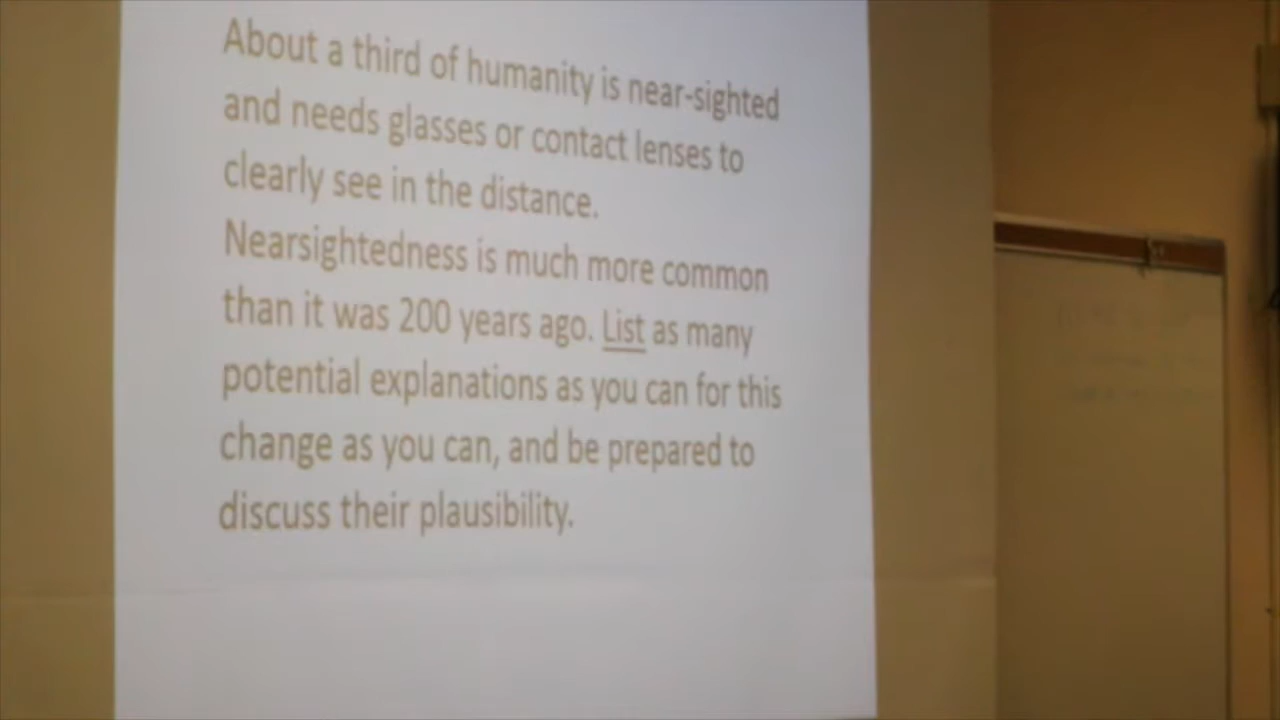 About a third of humanity is near-sighted
and needs glasses or contact lenses to
clearly see in the distance.
Nearsightedness is much more common
than it was 200 years ago. List as many
potential explanations as you can for this
change as you can, and be prepared to
discuss their plausibility.